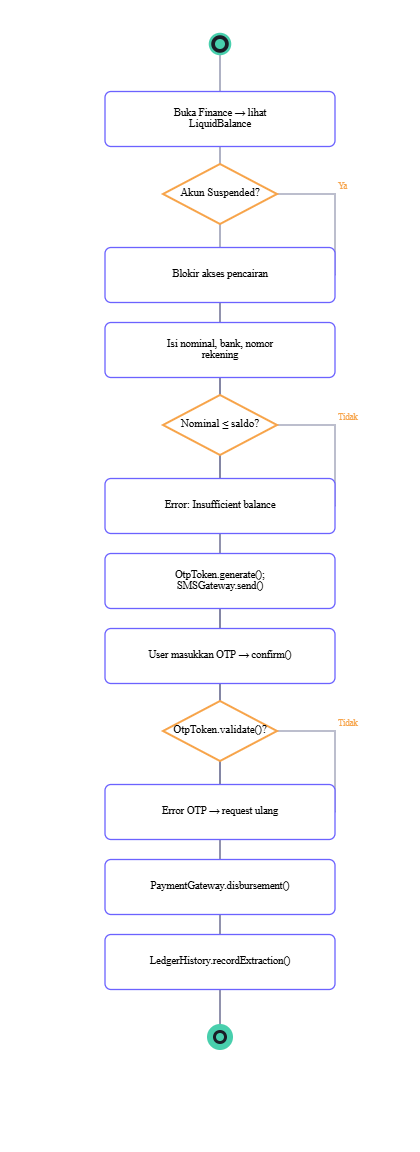 Buka Finance → lihat
LiquidBalance
Akun Suspended?
Ya
Blokir akses pencairan
Isi nominal, bank, nomor
rekening
Nominal ≤ saldo?
Tidak
Error: Insufficient balance
OtpToken.generate();
SMSGateway.send()
User masukkan OTP → confirm()
OtpToken.validate()?
Tidak
Error OTP → request ulang
PaymentGateway.disbursement()
LedgerHistory.recordExtraction()